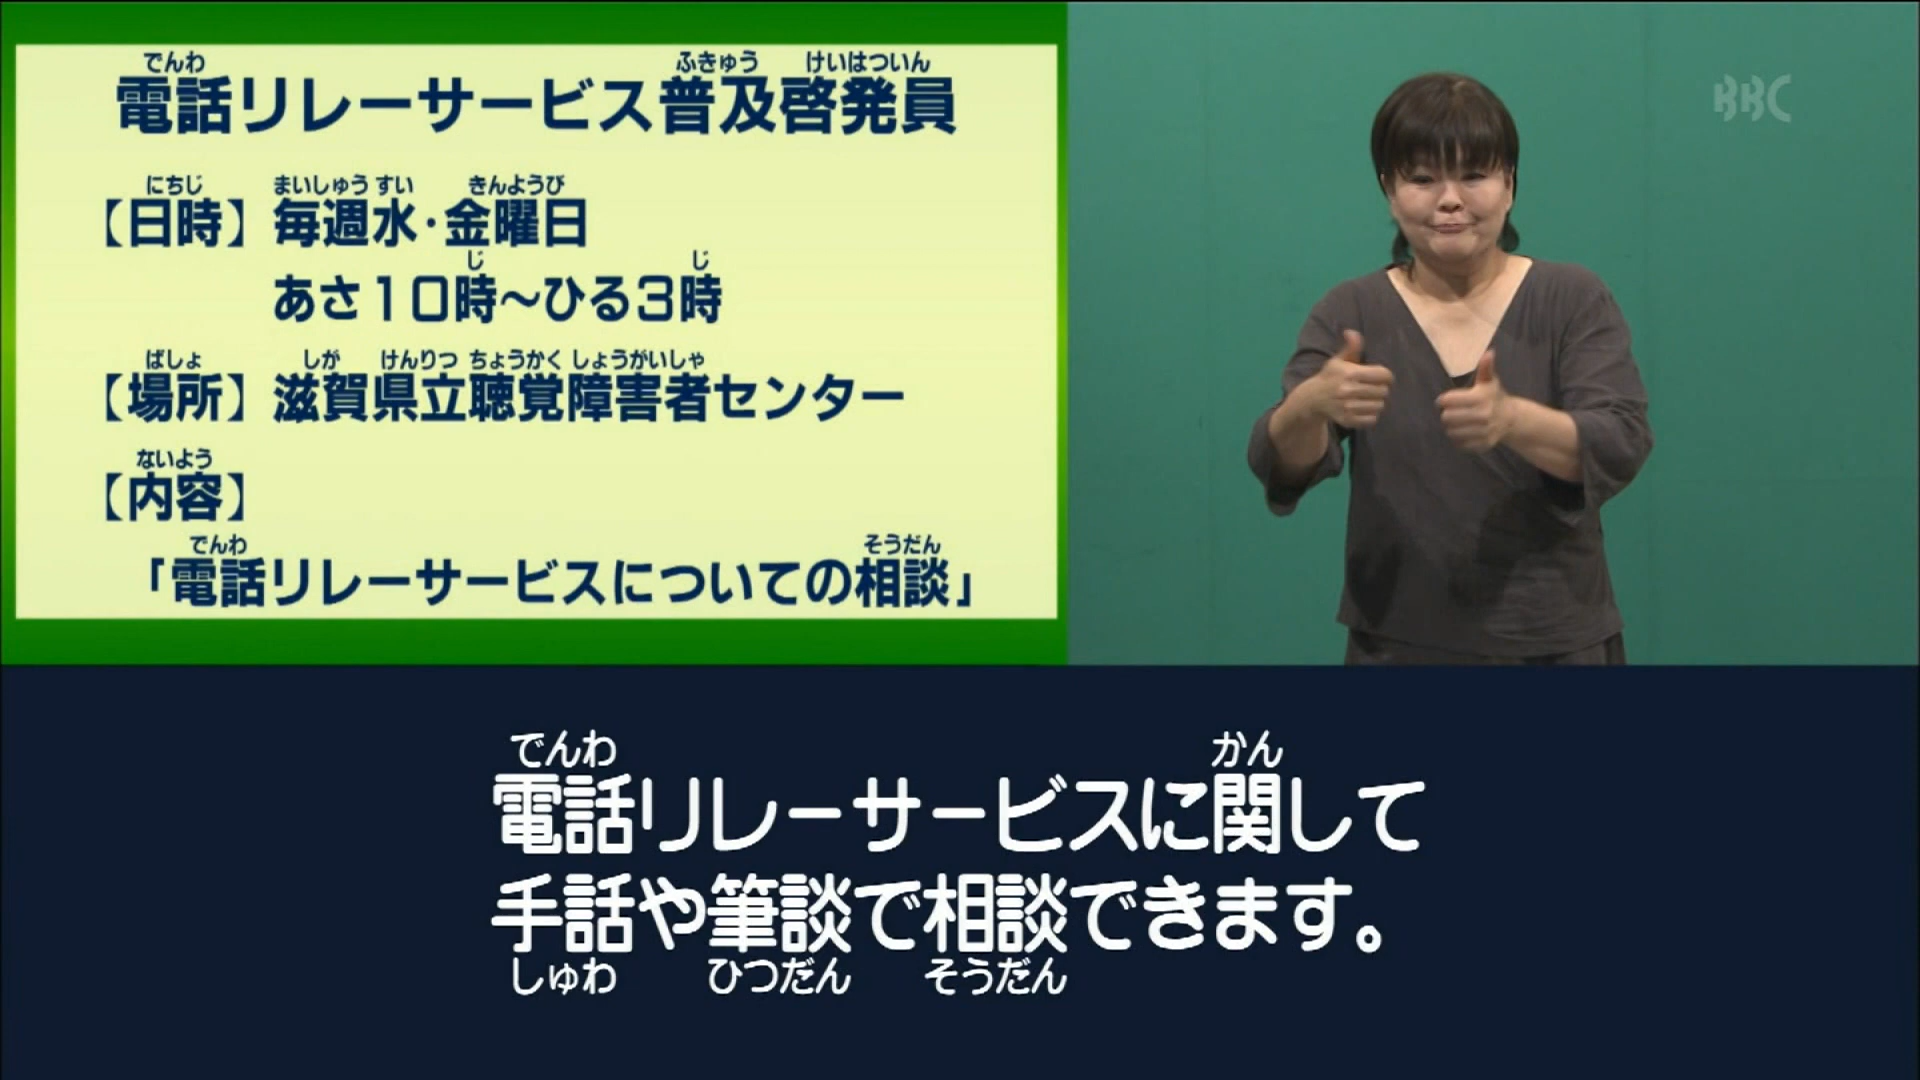 でんわ ふきゅう けいはついん
電話リレーサービス普及啓発員
にちじ まいしゅう すい きんようび
【日時】 毎週水・金曜日
じ じ
あさ10時～ひる3時
ばしょ しが けんりつ ちょうかく しょうがいしゃ
【場所】 滋賀県立聴覚障害者センター
ないよう
【内容】
でんわ そうだん
「電話リレーサービスについての相談」
BBC
でんわ かん
電話リレーサービスに関して
手話や筆談で相談できます。
しゅわ ひつだん そうだん